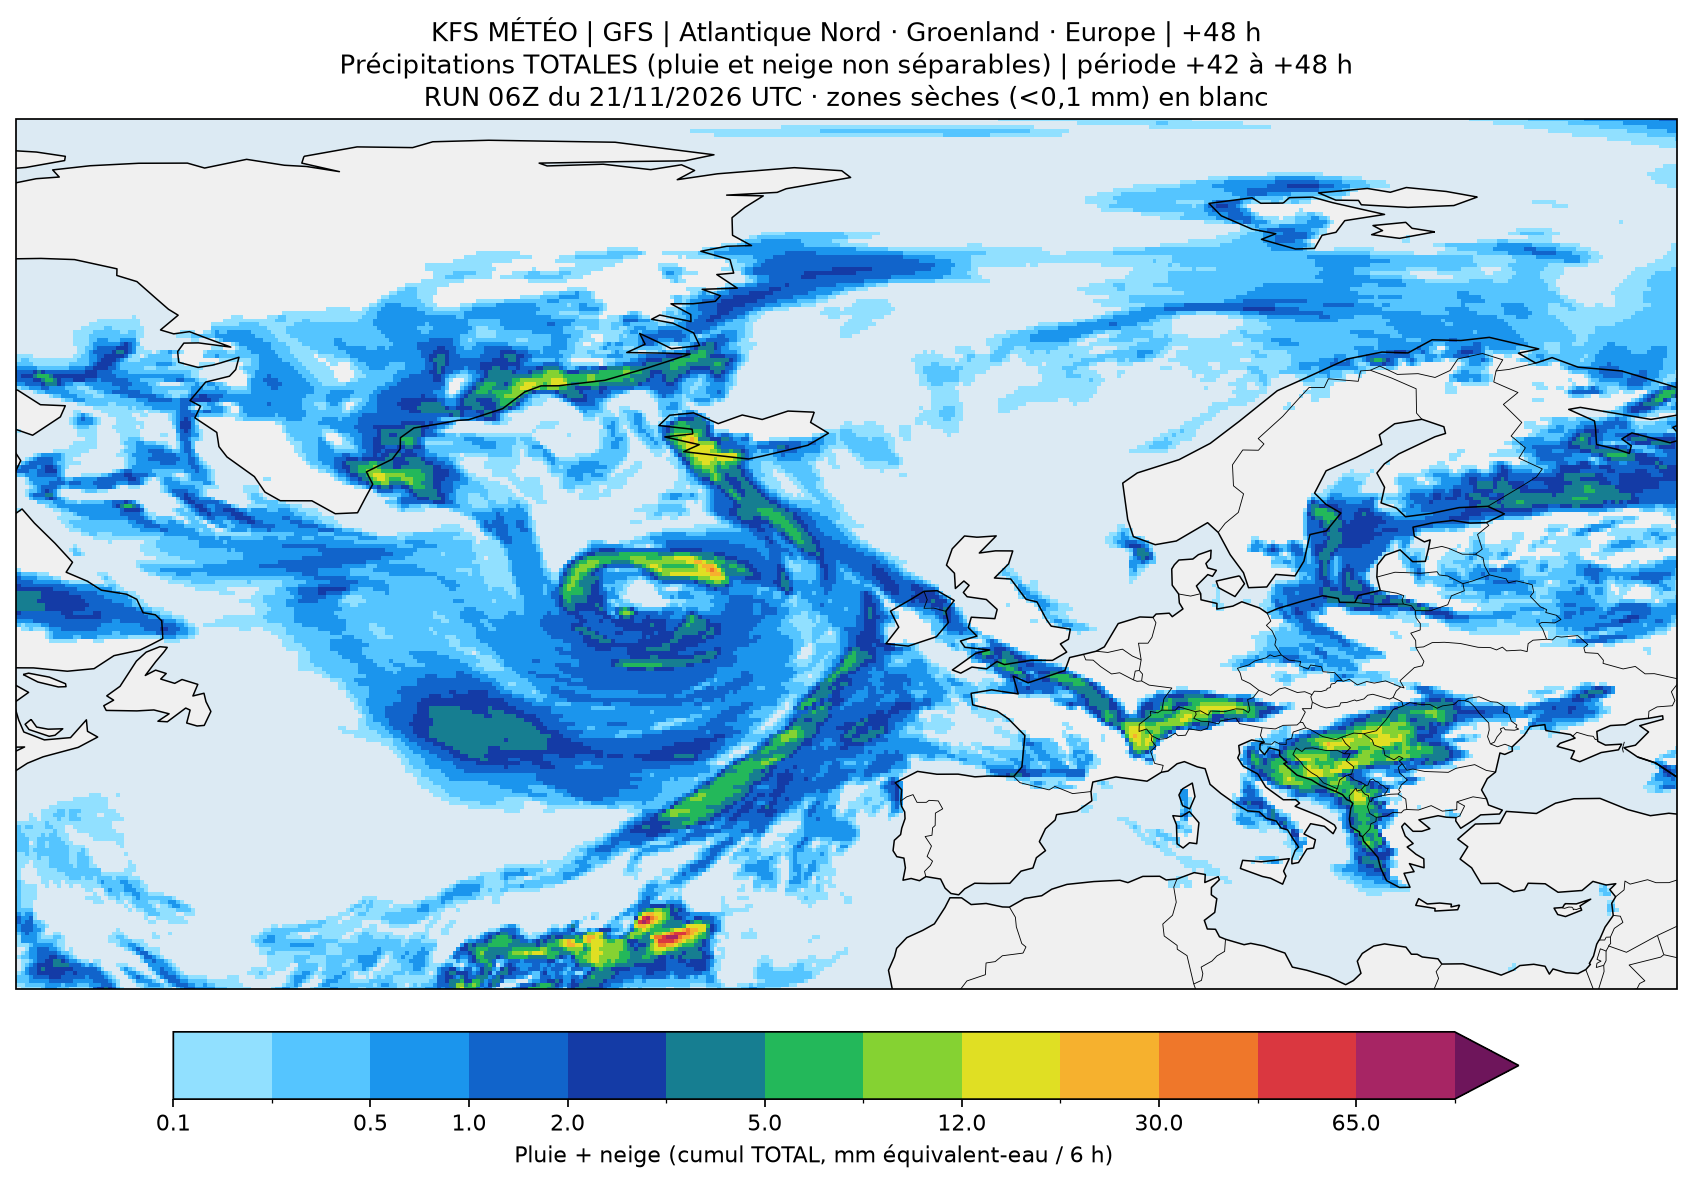 KFS MÉTÉO | GFS | Atlantique Nord · Groenland · Europe | +48 h
Précipitations TOTALES (pluie et neige non séparables) | période +42 à +48 h
RUN 06Z du 21/11/2026 UTC · zones sèches (<0,1 mm) en blanc
0.1 0.5 1.0 2.0 5.0 12.0 30.0 65.0
Pluie + neige (cumul TOTAL, mm équivalent-eau / 6 h)